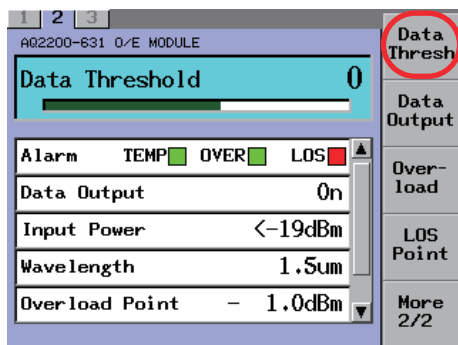 1 2 3
AQ2200-631 O/E MODULE
Data Threshold 0
Alarm TEMP OVER LOS
Data Output On
Input Power <-19dBm
Wavelength 1.5um
Overload Point - 1.0dBm
Data
Thresh
Data
Output
Over-
load
LOS
Point
More
2/2